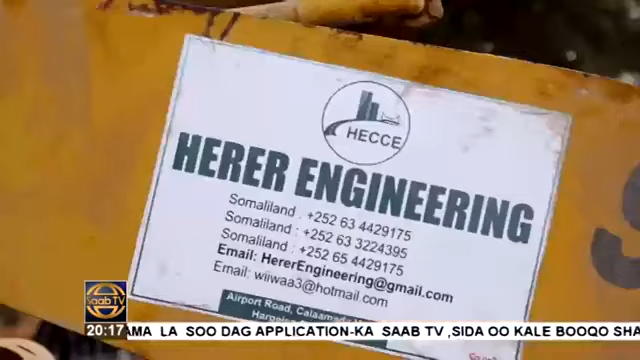 HECCE
HERER ENGINEERING
Somaliland : +252 63 4429175
Somaliland : +252 63 3224395
Somaliland : +252 65 4429175
Email: HererEngineering@gmail.com
Email: wiiwaa3@hotmail.com
Airport Road, Calaamada
Saab TV
20:17
AMA LA SOO DAG APPLICATION-KA SAAB TV ,SIDA OO KALE BOOQO SHA